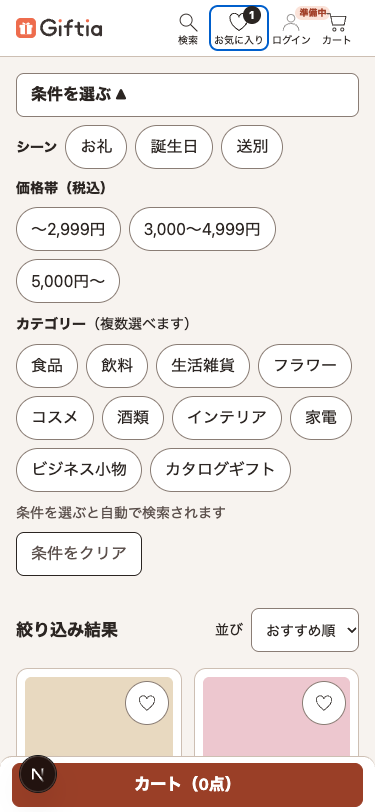 Giftia
検索
1
お気に入り
ログイン
準備中
カート
条件を選ぶ ▲
シーン お礼 誕生日 送別
価格帯（税込）
〜2,999円 3,000〜4,999円
5,000円〜
カテゴリー（複数選べます）
食品 飲料 生活雑貨 フラワー
コスメ 酒類 インテリア 家電
ビジネス小物 カタログギフト
条件を選ぶと自動で検索されます
条件をクリア
絞り込み結果 並び おすすめ順
N
カート（0点）